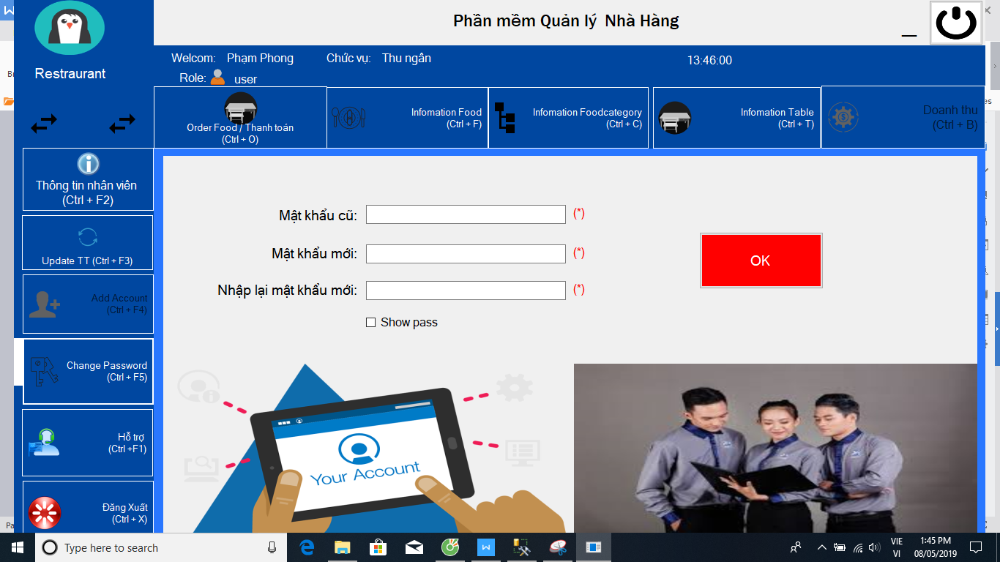 Phần mềm Quản lý Nhà Hàng
Restraurant
Welcom: Phạm Phong Chức vụ: Thu ngân 13:46:00
Role: user
Order Food / Thanh toán
(Ctrl + O)
Infomation Food
(Ctrl + F)
Infomation Foodcategory
(Ctrl + C)
Infomation Table
(Ctrl + T)
Doanh thu
(Ctrl + B)
Thông tin nhân viên
(Ctrl + F2)
Update TT (Ctrl + F3)
Add Account
(Ctrl + F4)
Change Password
(Ctrl + F5)
Hỗ trợ
(Ctrl +F1)
Đăng Xuất
(Ctrl + X)
Mật khẩu cũ: (*)
Mật khẩu mới: (*)
Nhập lại mật khẩu mới: (*)
Show pass
OK
Your Account
Type here to search
VIE
VI
1:45 PM
08/05/2019